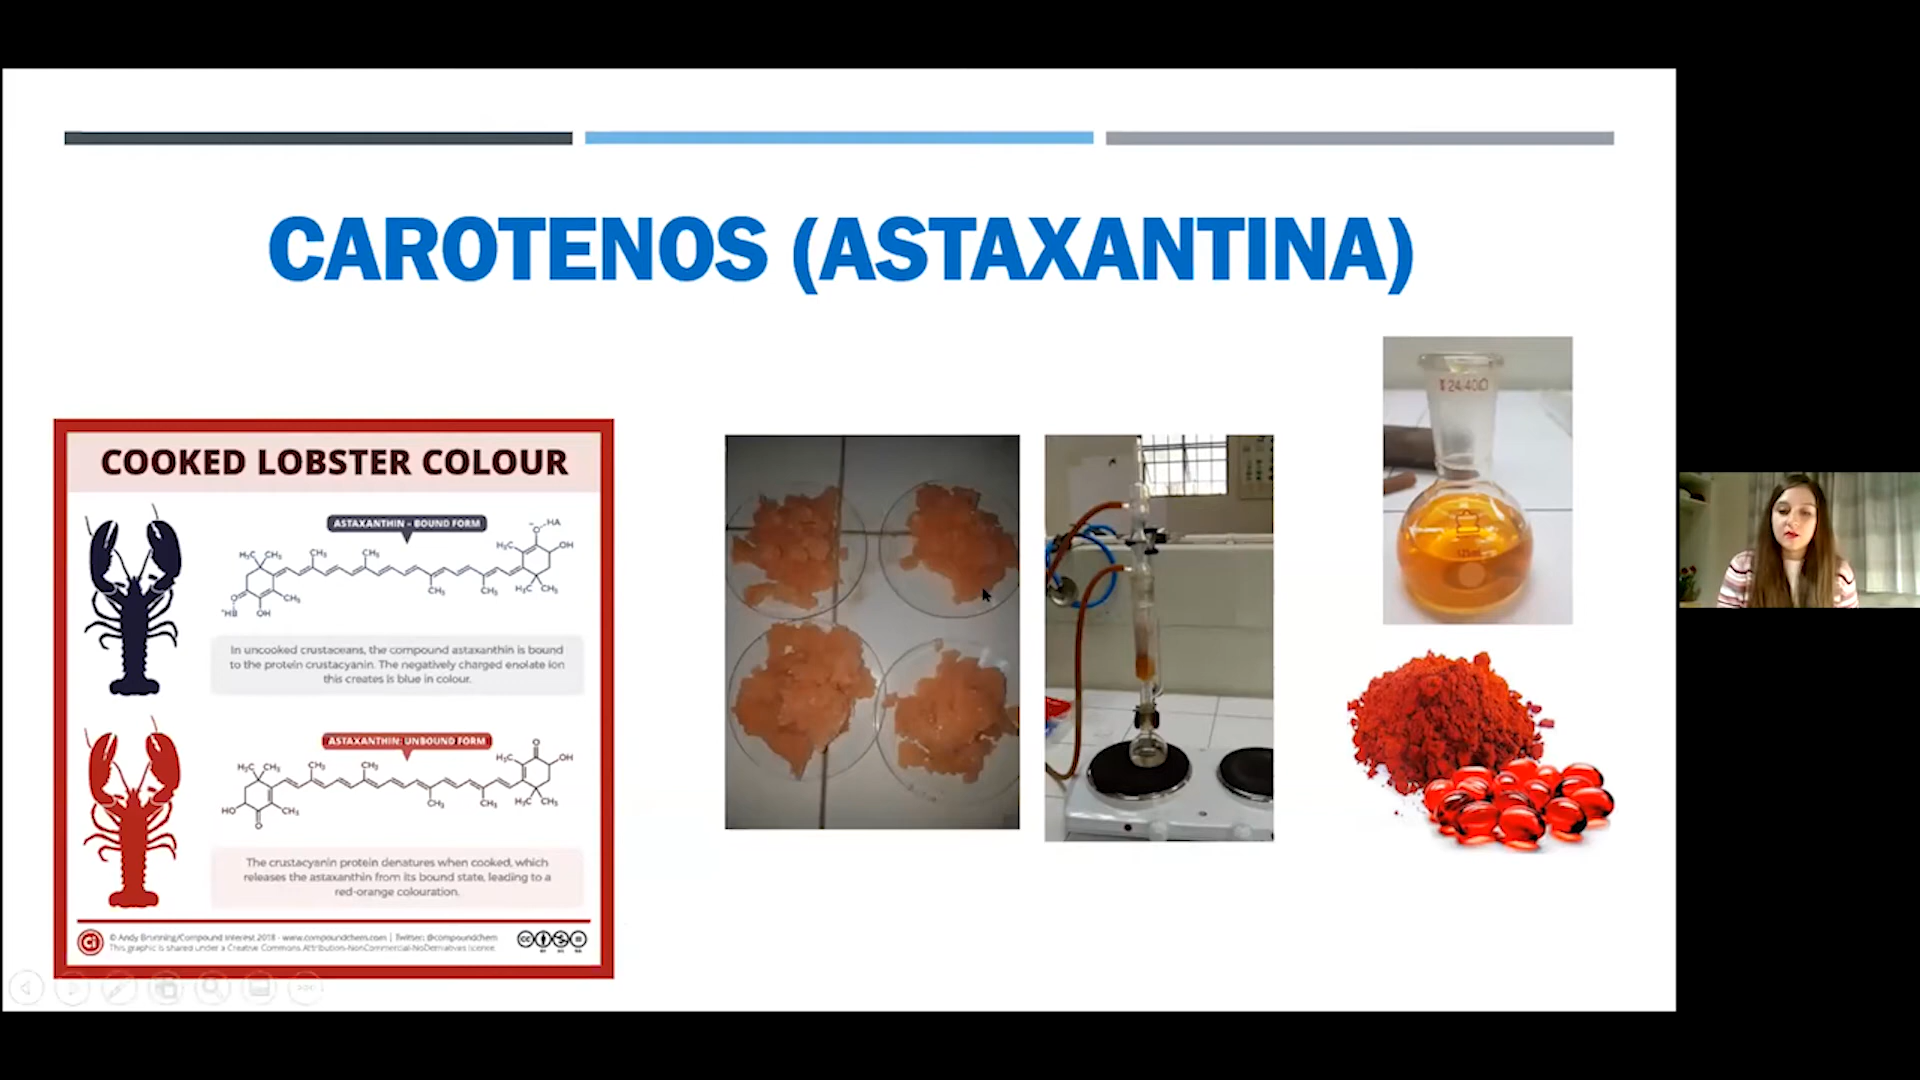 CAROTENOS (ASTAXANTINA)
COOKED LOBSTER COLOUR
ASTAXANTHIN – BOUND FORM
In uncooked crustaceans, the compound astaxanthin is bound
to the protein crustacyanin. The negatively charged enolate ion
this creates is blue in colour.
ASTAXANTHIN: UNBOUND FORM
The crustacyanin protein denatures when cooked, which
releases the astaxanthin from its bound state, leading to a
red-orange colouration.
Ci
© Andy Brunning/Compound Interest 2018 - www.compoundchem.com | Twitter: @compoundchem
This graphic is shared under a Creative Commons Attribution-NonCommercial-NoDerivatives licence.
24/40